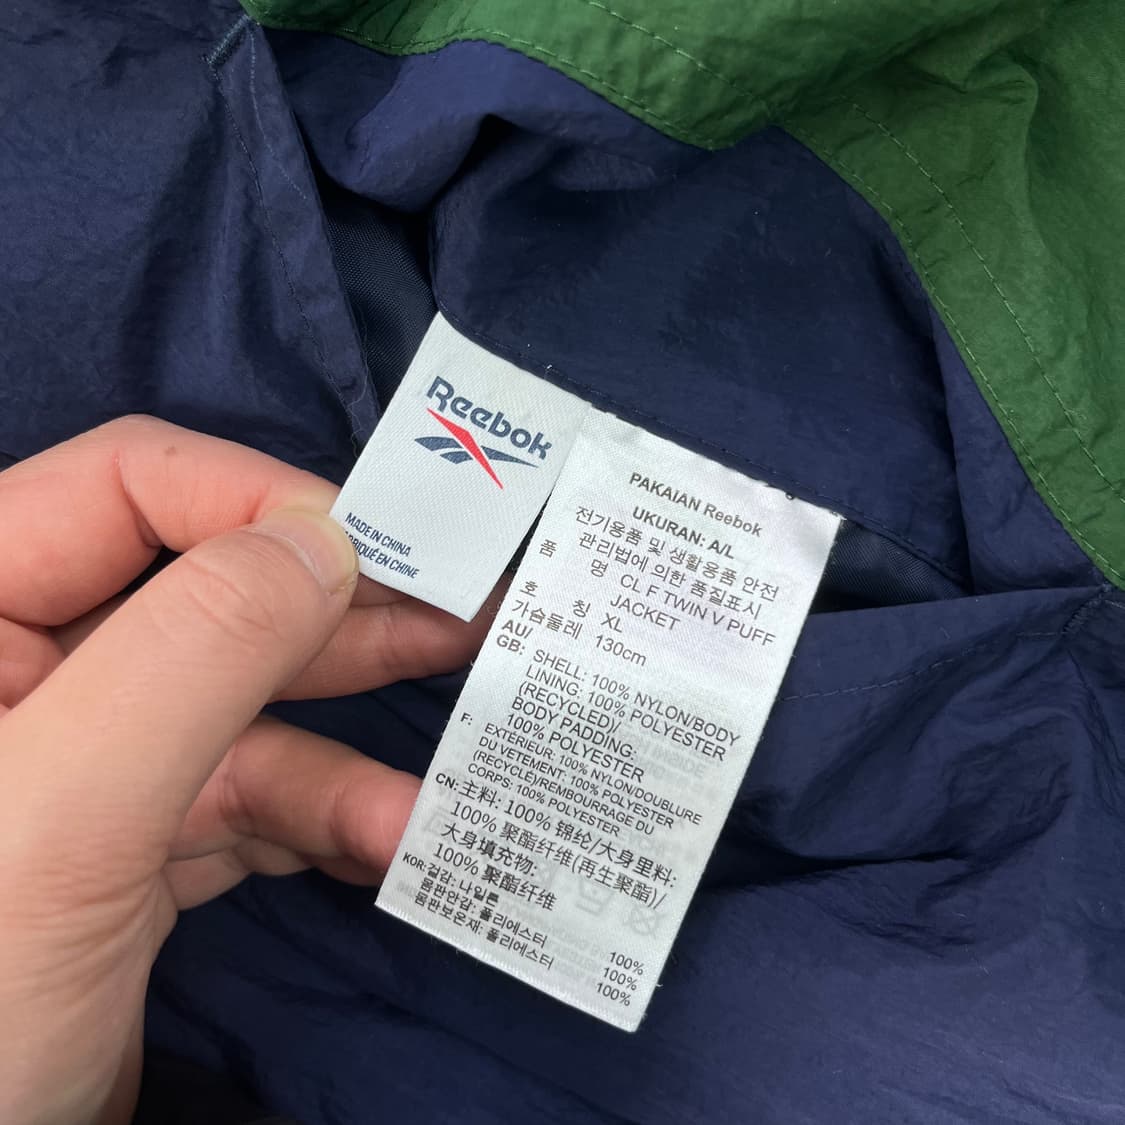 Reebok
MADE IN CHINA
FABRIQUÉ EN CHINE
PAKAIAN Reebok
UKURAN: A/L
전기용품 및 생활용품 안전
관리법에 의한 품질표시
품 명 CL F TWIN V PUFF
JACKET
호 칭 XL
가슴둘레 130cm
AU/
GB: SHELL: 100% NYLON/BODY
LINING: 100% POLYESTER
(RECYCLED)/
BODY PADDING:
100% POLYESTER
F: EXTÉRIEUR: 100% NYLON/DOUBLURE
DU VETEMENT: 100% POLYESTER
(RECYCLÉ)/REMBOURRAGE DU
CORPS: 100% POLYESTER
CN: 主料: 100% 锦纶/大身里料:
100% 聚酯纤维(再生聚酯)/
大身填充物:
100% 聚酯纤维
KOR: 겉감: 나일론 100%
몸판안감: 폴리에스터 100%
몸판보온재: 폴리에스터 100%